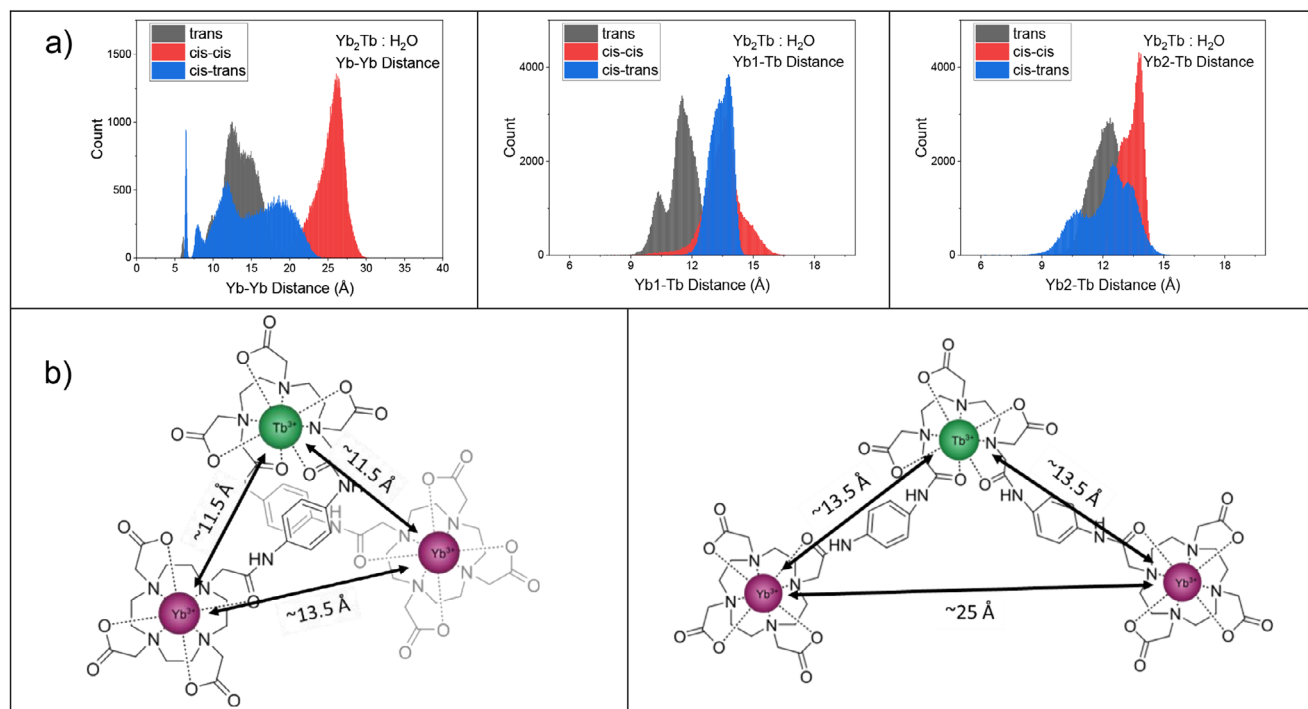 a)
trans
cis-cis
cis-trans
Yb₂Tb : H₂O
Yb-Yb Distance
1500
1000
500
0
Count
0 5 10 15 20 25 30 35 40
Yb-Yb Distance (Å)
trans
cis-cis
cis-trans
Yb₂Tb : H₂O
Yb1-Tb Distance
4000
2000
0
Count
6 9 12 15 18
Yb1-Tb Distance (Å)
trans
cis-cis
cis-trans
Yb₂Tb : H₂O
Yb2-Tb Distance
4000
2000
0
Count
6 9 12 15 18
Yb2-Tb Distance (Å)
b)
Tb³⁺
~11.5 Å
~11.5 Å
Yb³⁺
Yb³⁺
~13.5 Å
Tb³⁺
~13.5 Å
~13.5 Å
Yb³⁺
Yb³⁺
~25 Å